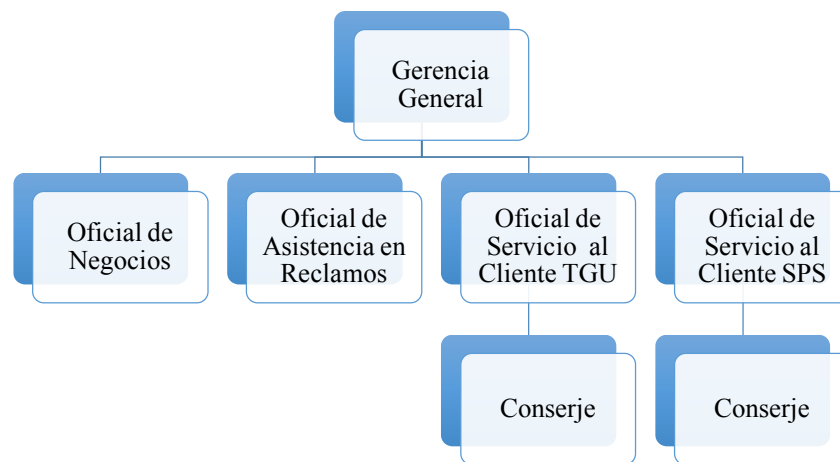 Gerencia
General
Oficial de
Negocios
Oficial de
Asistencia en
Reclamos
Oficial de
Servicio al
Cliente TGU
Oficial de
Servicio al
Cliente SPS
Conserje
Conserje